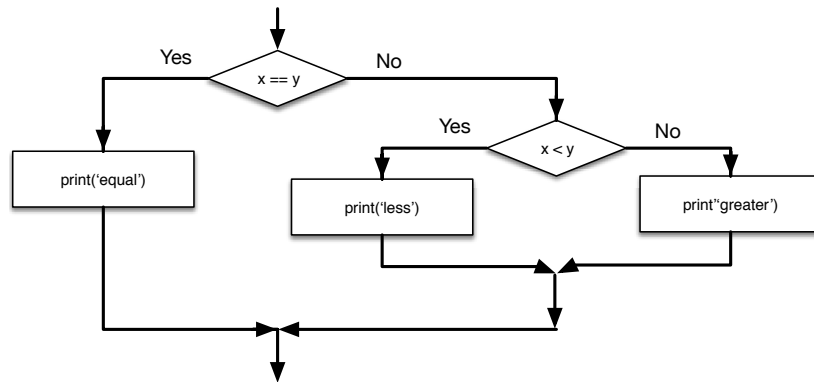 Yes
No
x == y
Yes
No
x < y
print(‘equal’)
print(‘less’)
print’‘greater’)